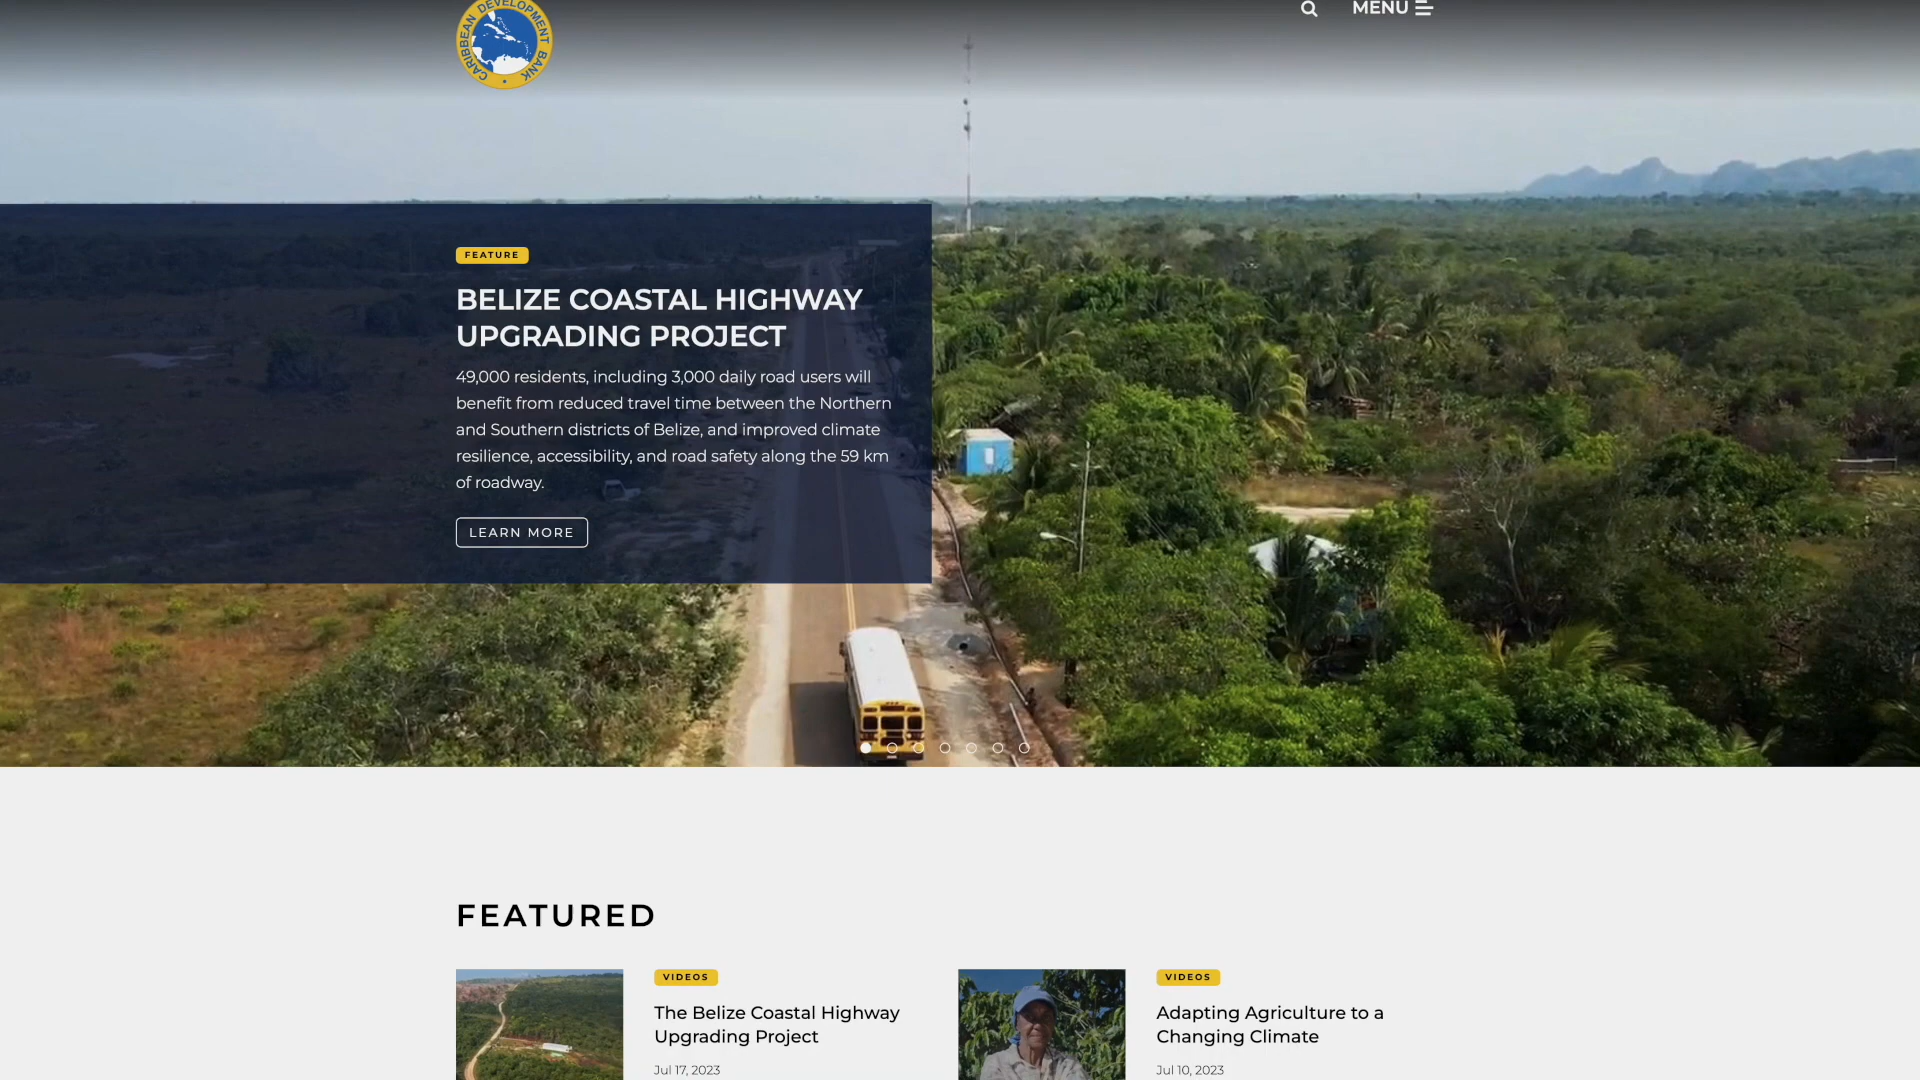 CARIBBEAN DEVELOPMENT BANK
MENU
FEATURE
BELIZE COASTAL HIGHWAY
UPGRADING PROJECT
49,000 residents, including 3,000 daily road users will
benefit from reduced travel time between the Northern
and Southern districts of Belize, and improved climate
resilience, accessibility, and road safety along the 59 km
of roadway.
LEARN MORE
FEATURED
VIDEOS
The Belize Coastal Highway
Upgrading Project
Jul 17, 2023
VIDEOS
Adapting Agriculture to a
Changing Climate
Jul 10, 2023